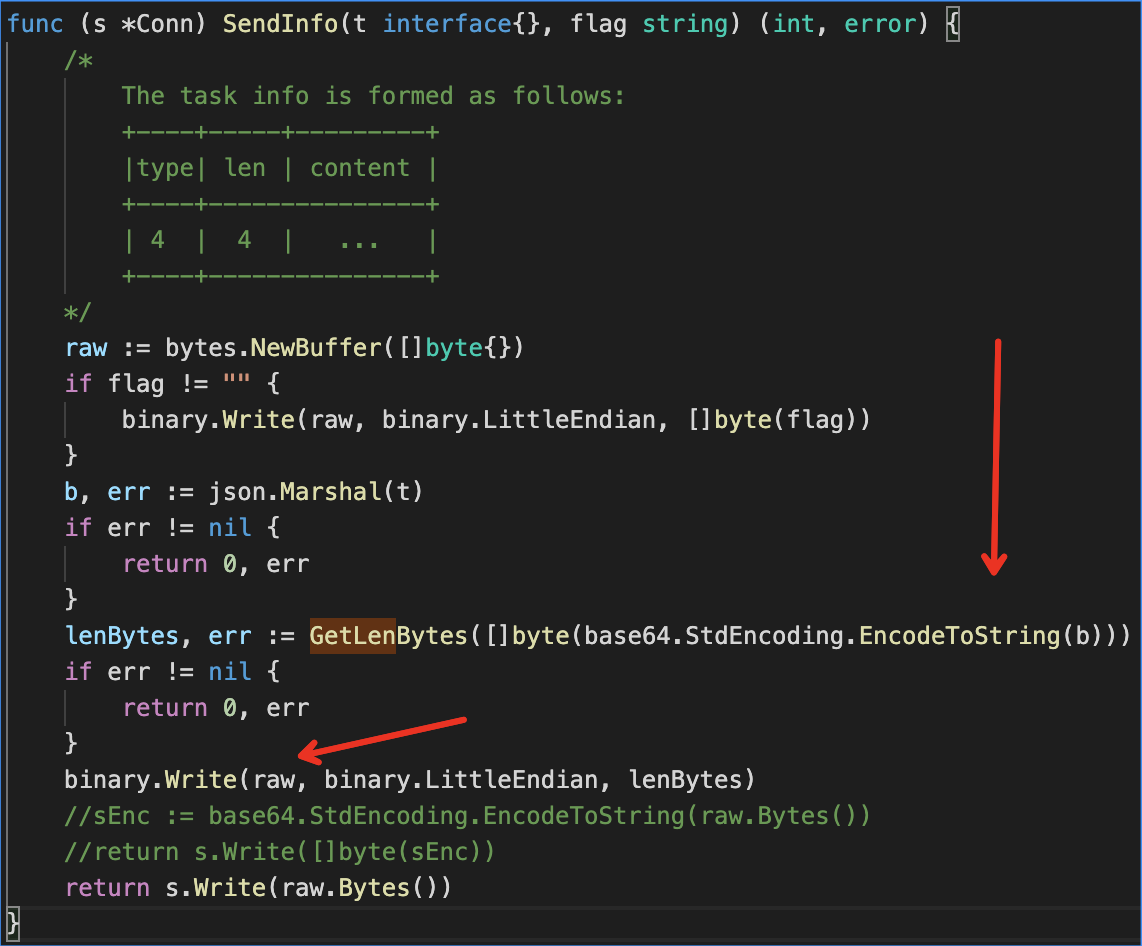 func (s *Conn) SendInfo(t interface{}, flag string) (int, error) {
    /*
        The task info is formed as follows:
        +----+-----+---------+
        |type| len | content |
        +----+---------------+
        | 4  |  4  |   ...   |
        +----+---------------+
    */
    raw := bytes.NewBuffer([]byte{})
    if flag != "" {
        binary.Write(raw, binary.LittleEndian, []byte(flag))
    }
    b, err := json.Marshal(t)
    if err != nil {
        return 0, err
    }
    lenBytes, err := GetLenBytes([]byte(base64.StdEncoding.EncodeToString(b)))
    if err != nil {
        return 0, err
    }
    binary.Write(raw, binary.LittleEndian, lenBytes)
    //sEnc := base64.StdEncoding.EncodeToString(raw.Bytes())
    //return s.Write([]byte(sEnc))
    return s.Write(raw.Bytes())
}